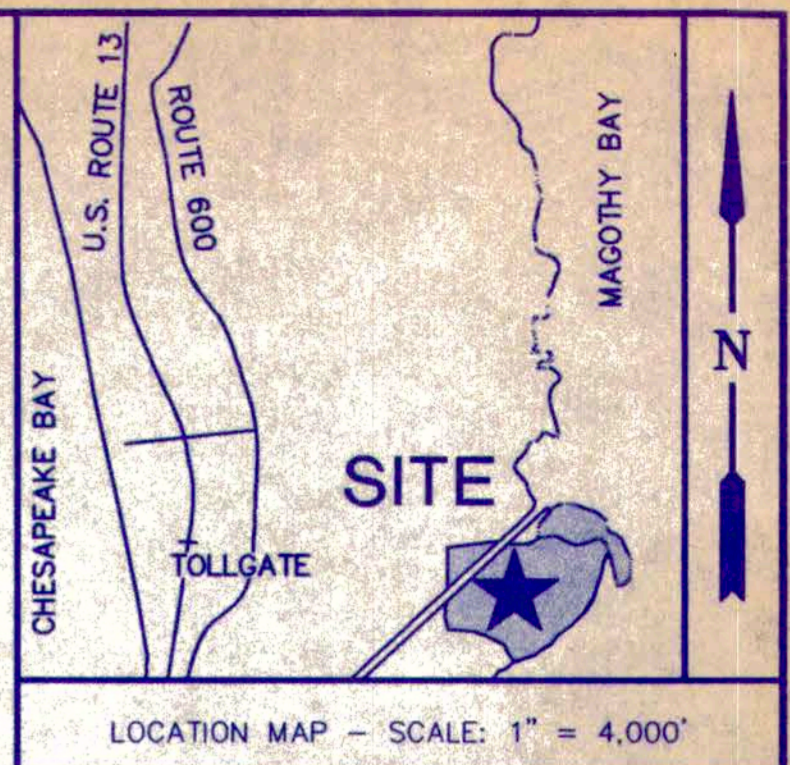 U.S. ROUTE 13
ROUTE 600
MAGOTHY BAY
N
CHESAPEAKE BAY
SITE
TOLLGATE
LOCATION MAP – SCALE: 1" = 4,000'